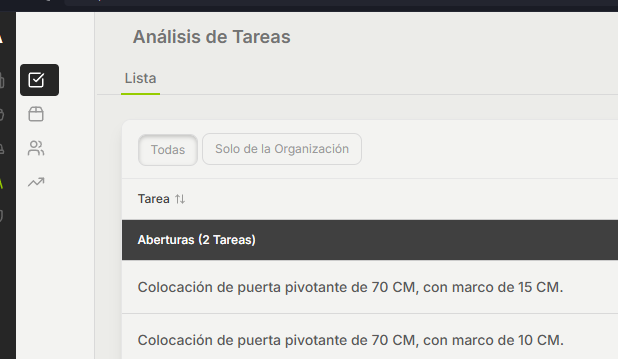 Análisis de Tareas
Lista
Todas
Solo de la Organización
Tarea
Aberturas (2 Tareas)
Colocación de puerta pivotante de 70 CM, con marco de 15 CM.
Colocación de puerta pivotante de 70 CM, con marco de 10 CM.